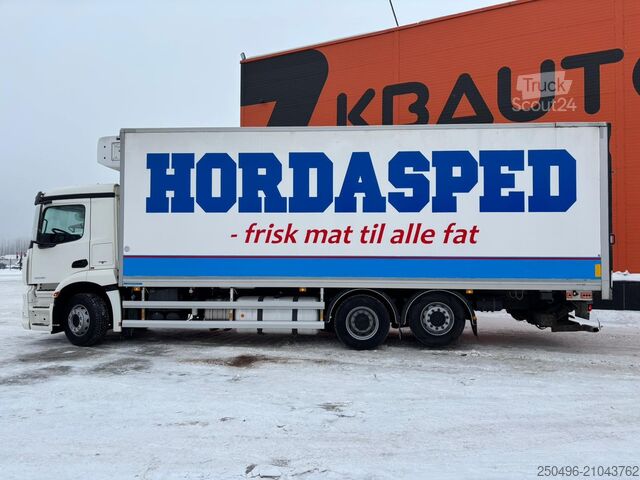 KBAUTO
Truck
Scout24
HORDASPED
- frisk mat til alle fat
250496-21043762